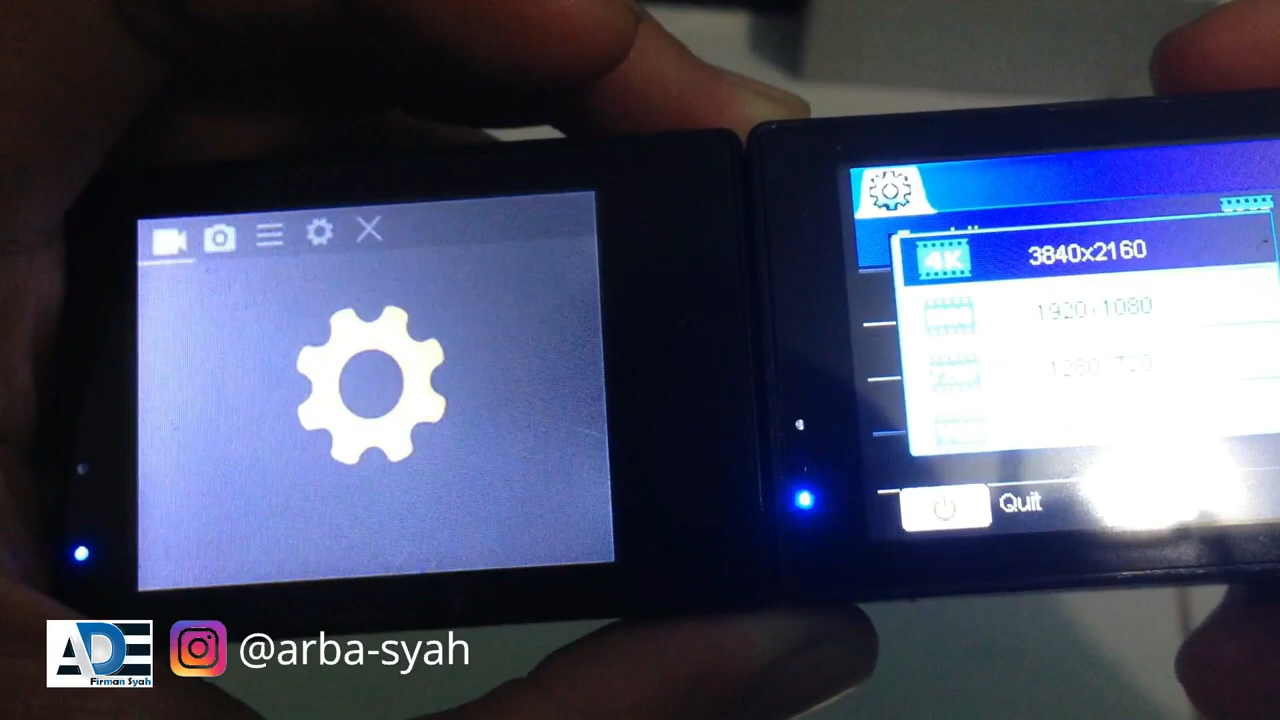 4K 3840x2160
1920x1080
1280x720
Quit
ADE
Firman Syah
@arba-syah